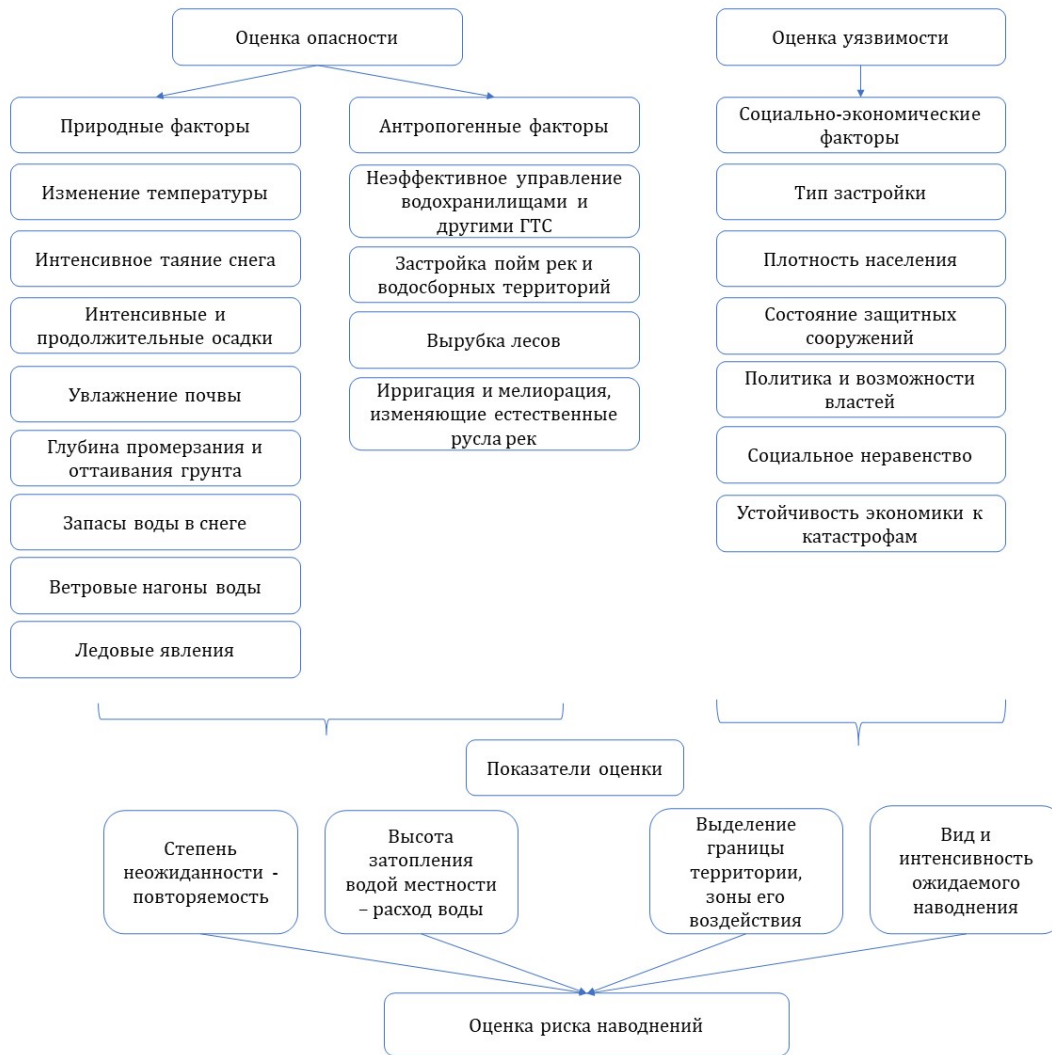 Оценка опасности
Оценка уязвимости
Природные факторы
Антропогенные факторы
Социально-экономические
факторы
Изменение температуры
Интенсивное таяние снега
Интенсивные и
продолжительные осадки
Увлажнение почвы
Глубина промерзания и
оттаивания грунта
Запасы воды в снеге
Ветровые нагоны воды
Ледовые явления
Неэффективное управление
водохранилищами и
другими ГТС
Застройка пойм рек и
водосборных территорий
Вырубка лесов
Ирригация и мелиорация,
изменяющие естественные
русла рек
Тип застройки
Плотность населения
Состояние защитных
сооружений
Политика и возможности
властей
Социальное неравенство
Устойчивость экономики к
катастрофам
Показатели оценки
Степень
неожиданности -
повторяемость
Высота
затопления
водой местности
– расход воды
Выделение
границы
территории,
зоны его
воздействия
Вид и
интенсивность
ожидаемого
наводнения
Оценка риска наводнений